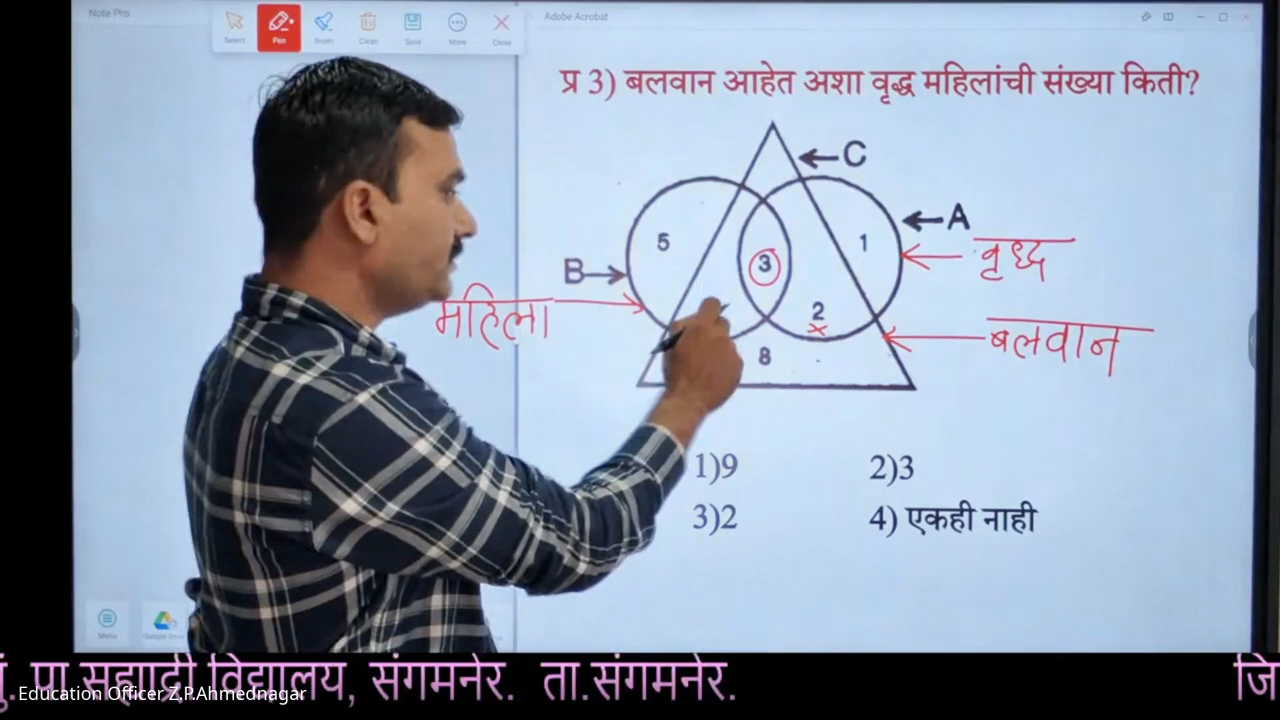 Note Pro
Select Pen Brush Clean Save More Close
Adobe Acrobat
प्र 3) बलवान आहेत अशा वृद्ध महिलांची संख्या किती?
C
A
वृध्द
5
1
3
B
महिला
2
बलवान
8
1)9
2)3
3)2
4) एकही नाही
Menu
Google Drive
पा.सह्याद्री विद्यालय, संगमनेर. ता.संगमनेर.
जि
Education Officer Z.P.Ahmednagar